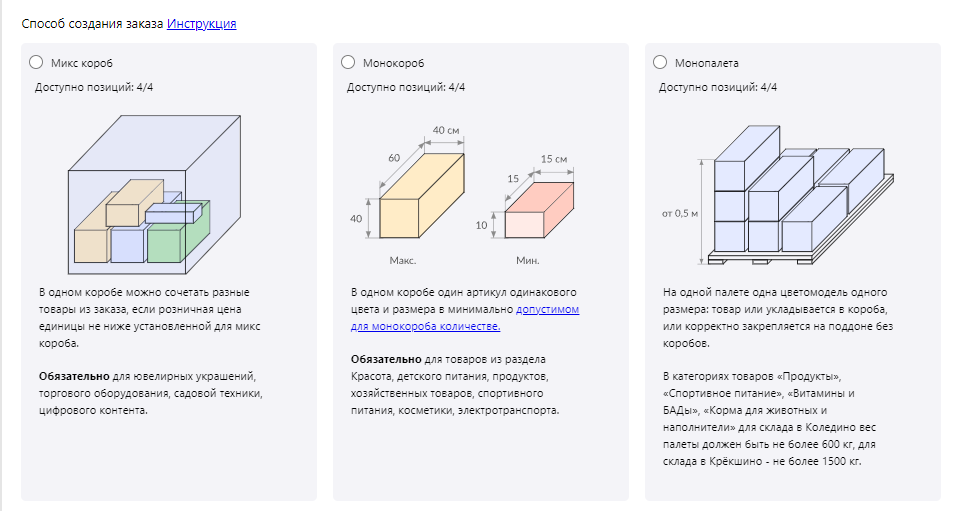 Способ создания заказа Инструкция
Микс короб
Доступно позиций: 4/4
В одном коробе можно сочетать разные
товары из заказа, если розничная цена
единицы не ниже установленной для микс
короба.
Обязательно для ювелирных украшений,
торгового оборудования, садовой техники,
цифрового контента.
Монокороб
Доступно позиций: 4/4
40 см
60
40
Макс.
15 см
15
10
Мин.
В одном коробе один артикул одинакового
цвета и размера в минимально допустимом
для монокороба количестве.
Обязательно для товаров из раздела
Красота, детского питания, продуктов,
хозяйственных товаров, спортивного
питания, косметики, электротранспорта.
Монопалета
Доступно позиций: 4/4
от 0,5 м
На одной палете одна цветомодель одного
размера: товар или укладывается в короба,
или корректно закрепляется на поддоне без
коробов.
В категориях товаров «Продукты»,
«Спортивное питание», «Витамины и
БАДы», «Корма для животных и
наполнители» для склада в Коледино вес
палеты должен быть не более 600 кг, для
склада в Крёкшино - не более 1500 кг.